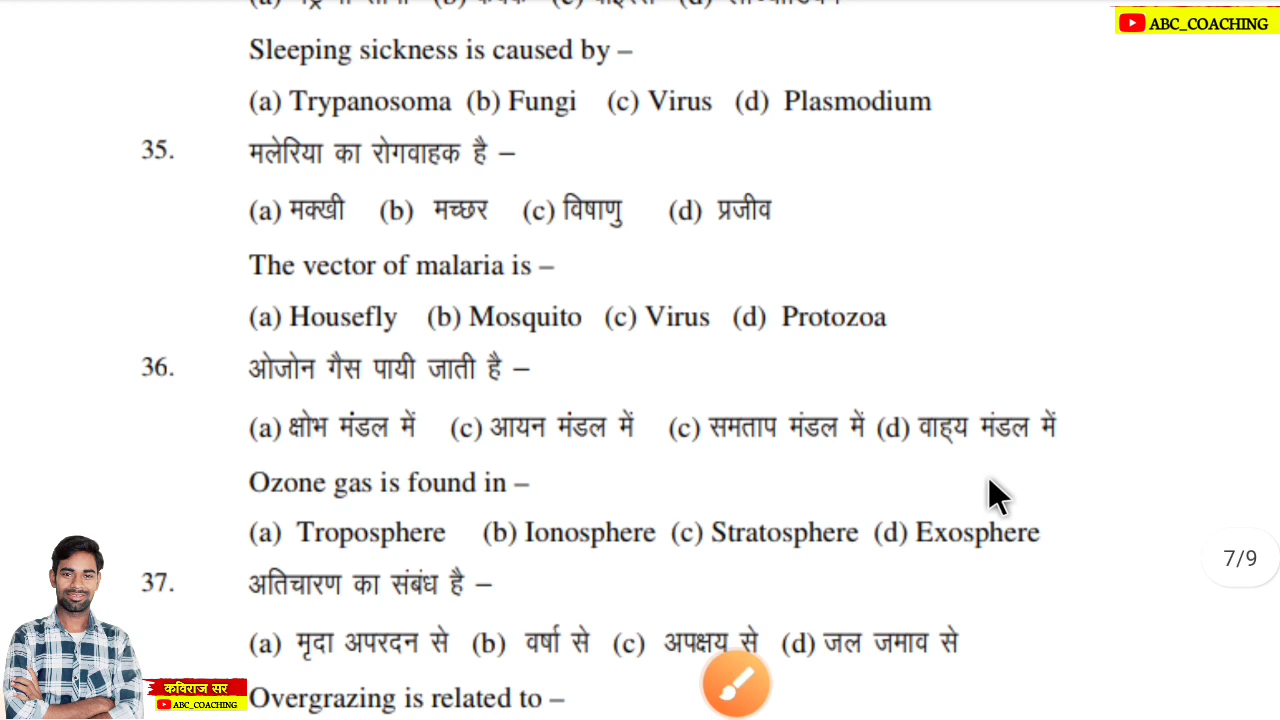 ABC_COACHING
Sleeping sickness is caused by –
(a) Trypanosoma (b) Fungi (c) Virus (d) Plasmodium
35. मलेरिया का रोगवाहक है –
(a) मक्खी (b) मच्छर (c) विषाणु (d) प्रजीव
The vector of malaria is –
(a) Housefly (b) Mosquito (c) Virus (d) Protozoa
36. ओजोन गैस पायी जाती है –
(a) क्षोभ मंडल में (c) आयन मंडल में (c) समताप मंडल में (d) वाह्य मंडल में
Ozone gas is found in –
(a) Troposphere (b) Ionosphere (c) Stratosphere (d) Exosphere
7/9
37. अतिचारण का संबंध है –
(a) मृदा अपरदन से (b) वर्षा से (c) अपक्षय से (d) जल जमाव से
कविराज सर
ABC_COACHING
Overgrazing is related to –